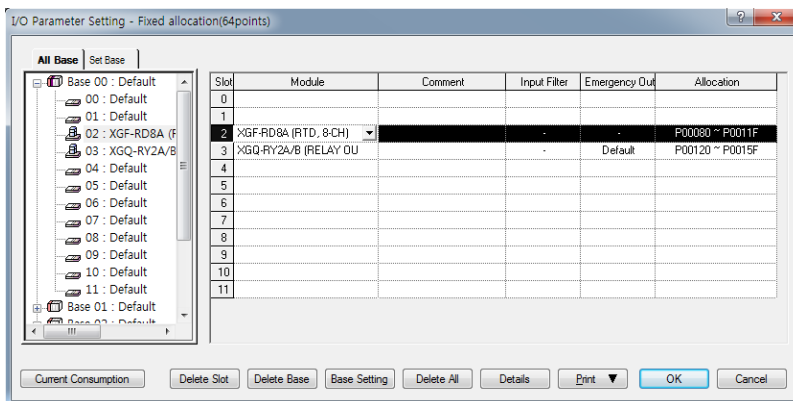 I/O Parameter Setting - Fixed allocation(64points)
All Base Set Base
Base 00 : Default
00 : Default
01 : Default
02 : XGF-RD8A (F
03 : XGQ-RY2A/B
04 : Default
05 : Default
06 : Default
07 : Default
08 : Default
09 : Default
10 : Default
11 : Default
Base 01 : Default
Base 02 : Default
Slot Module Comment Input Filter Emergency Out Allocation
0
1
2 XGF-RD8A (RTD, 8-CH) - - P00080 ~ P0011F
3 XGQ-RY2A/B (RELAY OU - Default P00120 ~ P0015F
4
5
6
7
8
9
10
11
Current Consumption Delete Slot Delete Base Base Setting Delete All Details Print ▼ OK Cancel